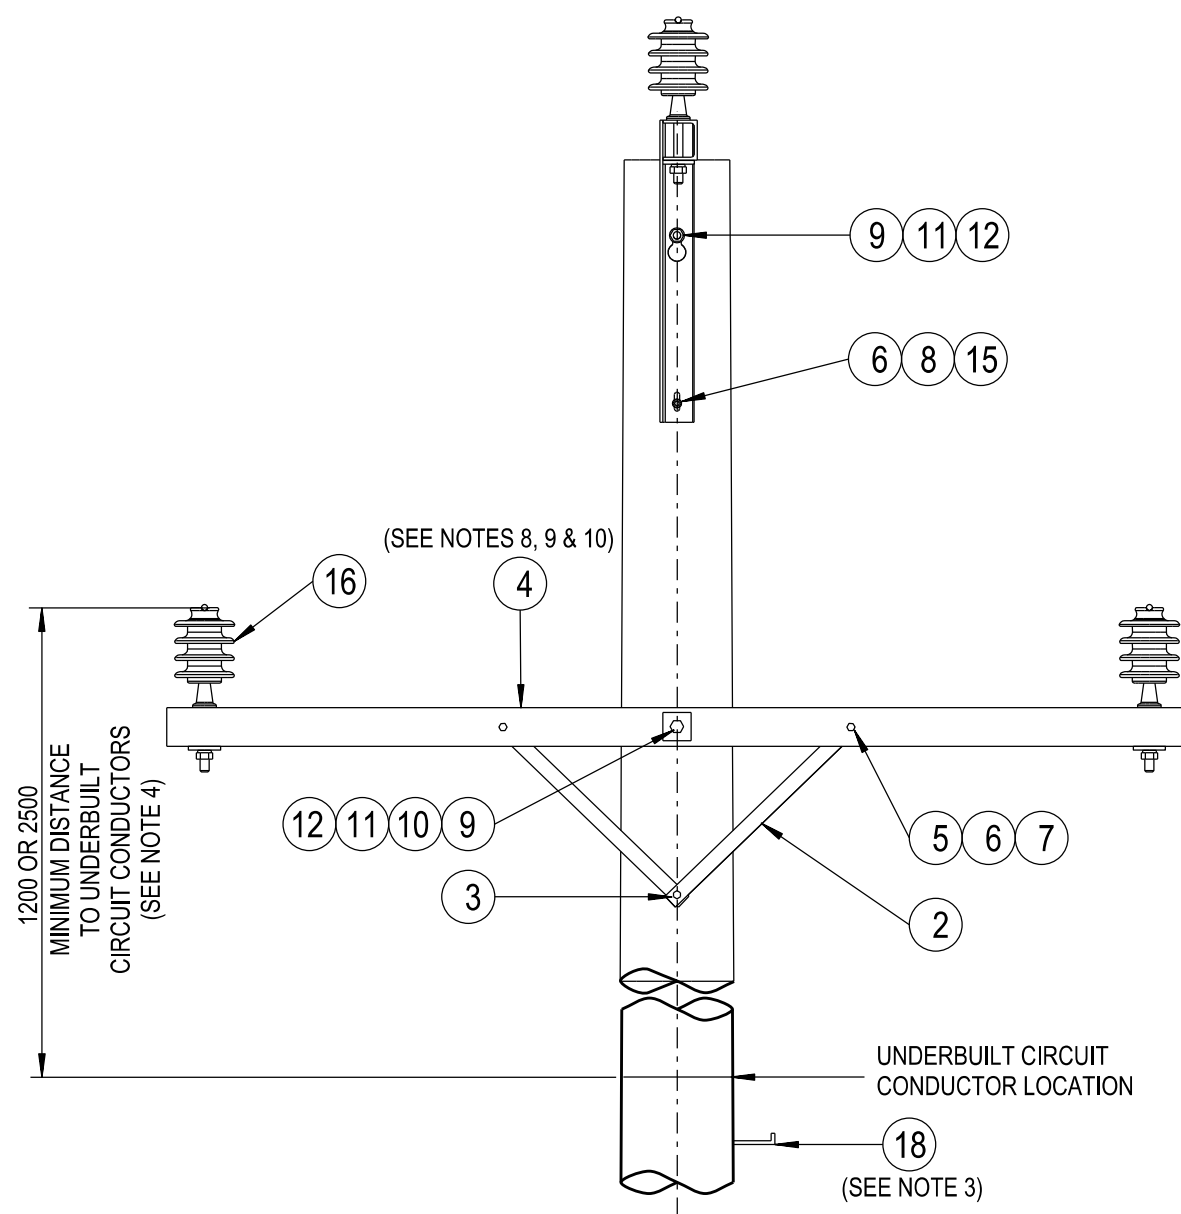 9 11 12
6 8 15
(SEE NOTES 8, 9 & 10)
16
4
1200 OR 2500
MINIMUM DISTANCE
TO UNDERBUILT
CIRCUIT CONDUCTORS
(SEE NOTE 4)
12 11 10 9
5 6 7
3
2
UNDERBUILT CIRCUIT
CONDUCTOR LOCATION
18
(SEE NOTE 3)